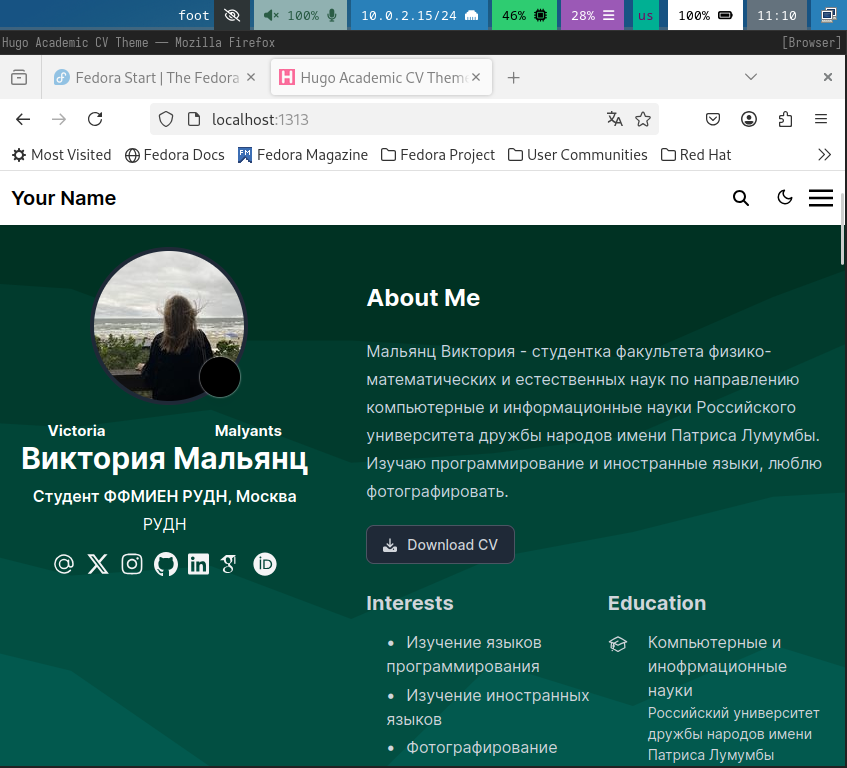 foot 100% 10.0.2.15/24 46% 28% us 100% 11:10
Hugo Academic CV Theme — Mozilla Firefox [Browser]
Fedora Start | The Fedora Hugo Academic CV Them
localhost:1313
Most Visited Fedora Docs Fedora Magazine Fedora Project User Communities Red Hat
Your Name
About Me
Мальянц Виктория - студентка факультета физико-
математических и естественных наук по направлению
компьютерные и информационные науки Российского
университета дружбы народов имени Патриса Лумумбы.
Изучаю программирование и иностранные языки, люблю
фотографировать.
Download CV
Victoria Malyants
Виктория Мальянц
Студент ФФМИЕН РУДН, Москва
РУДН
Interests
• Изучение языков
программирования
• Изучение иностранных
языков
• Фотографирование
Education
Компьютерные и
инофрмационные
науки
Российский университет
дружбы народов имени
Патриса Лумумбы